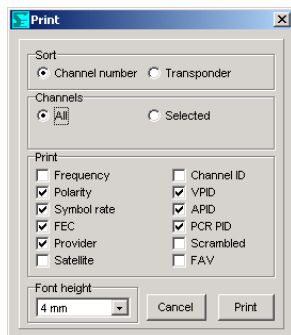 Print
Sort
Channel number Transponder
Channels
All Selected
Print
Frequency Channel ID
Polarity VPID
Symbol rate APID
FEC PCR PID
Provider Scrambled
Satellite FAV
Font height
4 mm Cancel Print